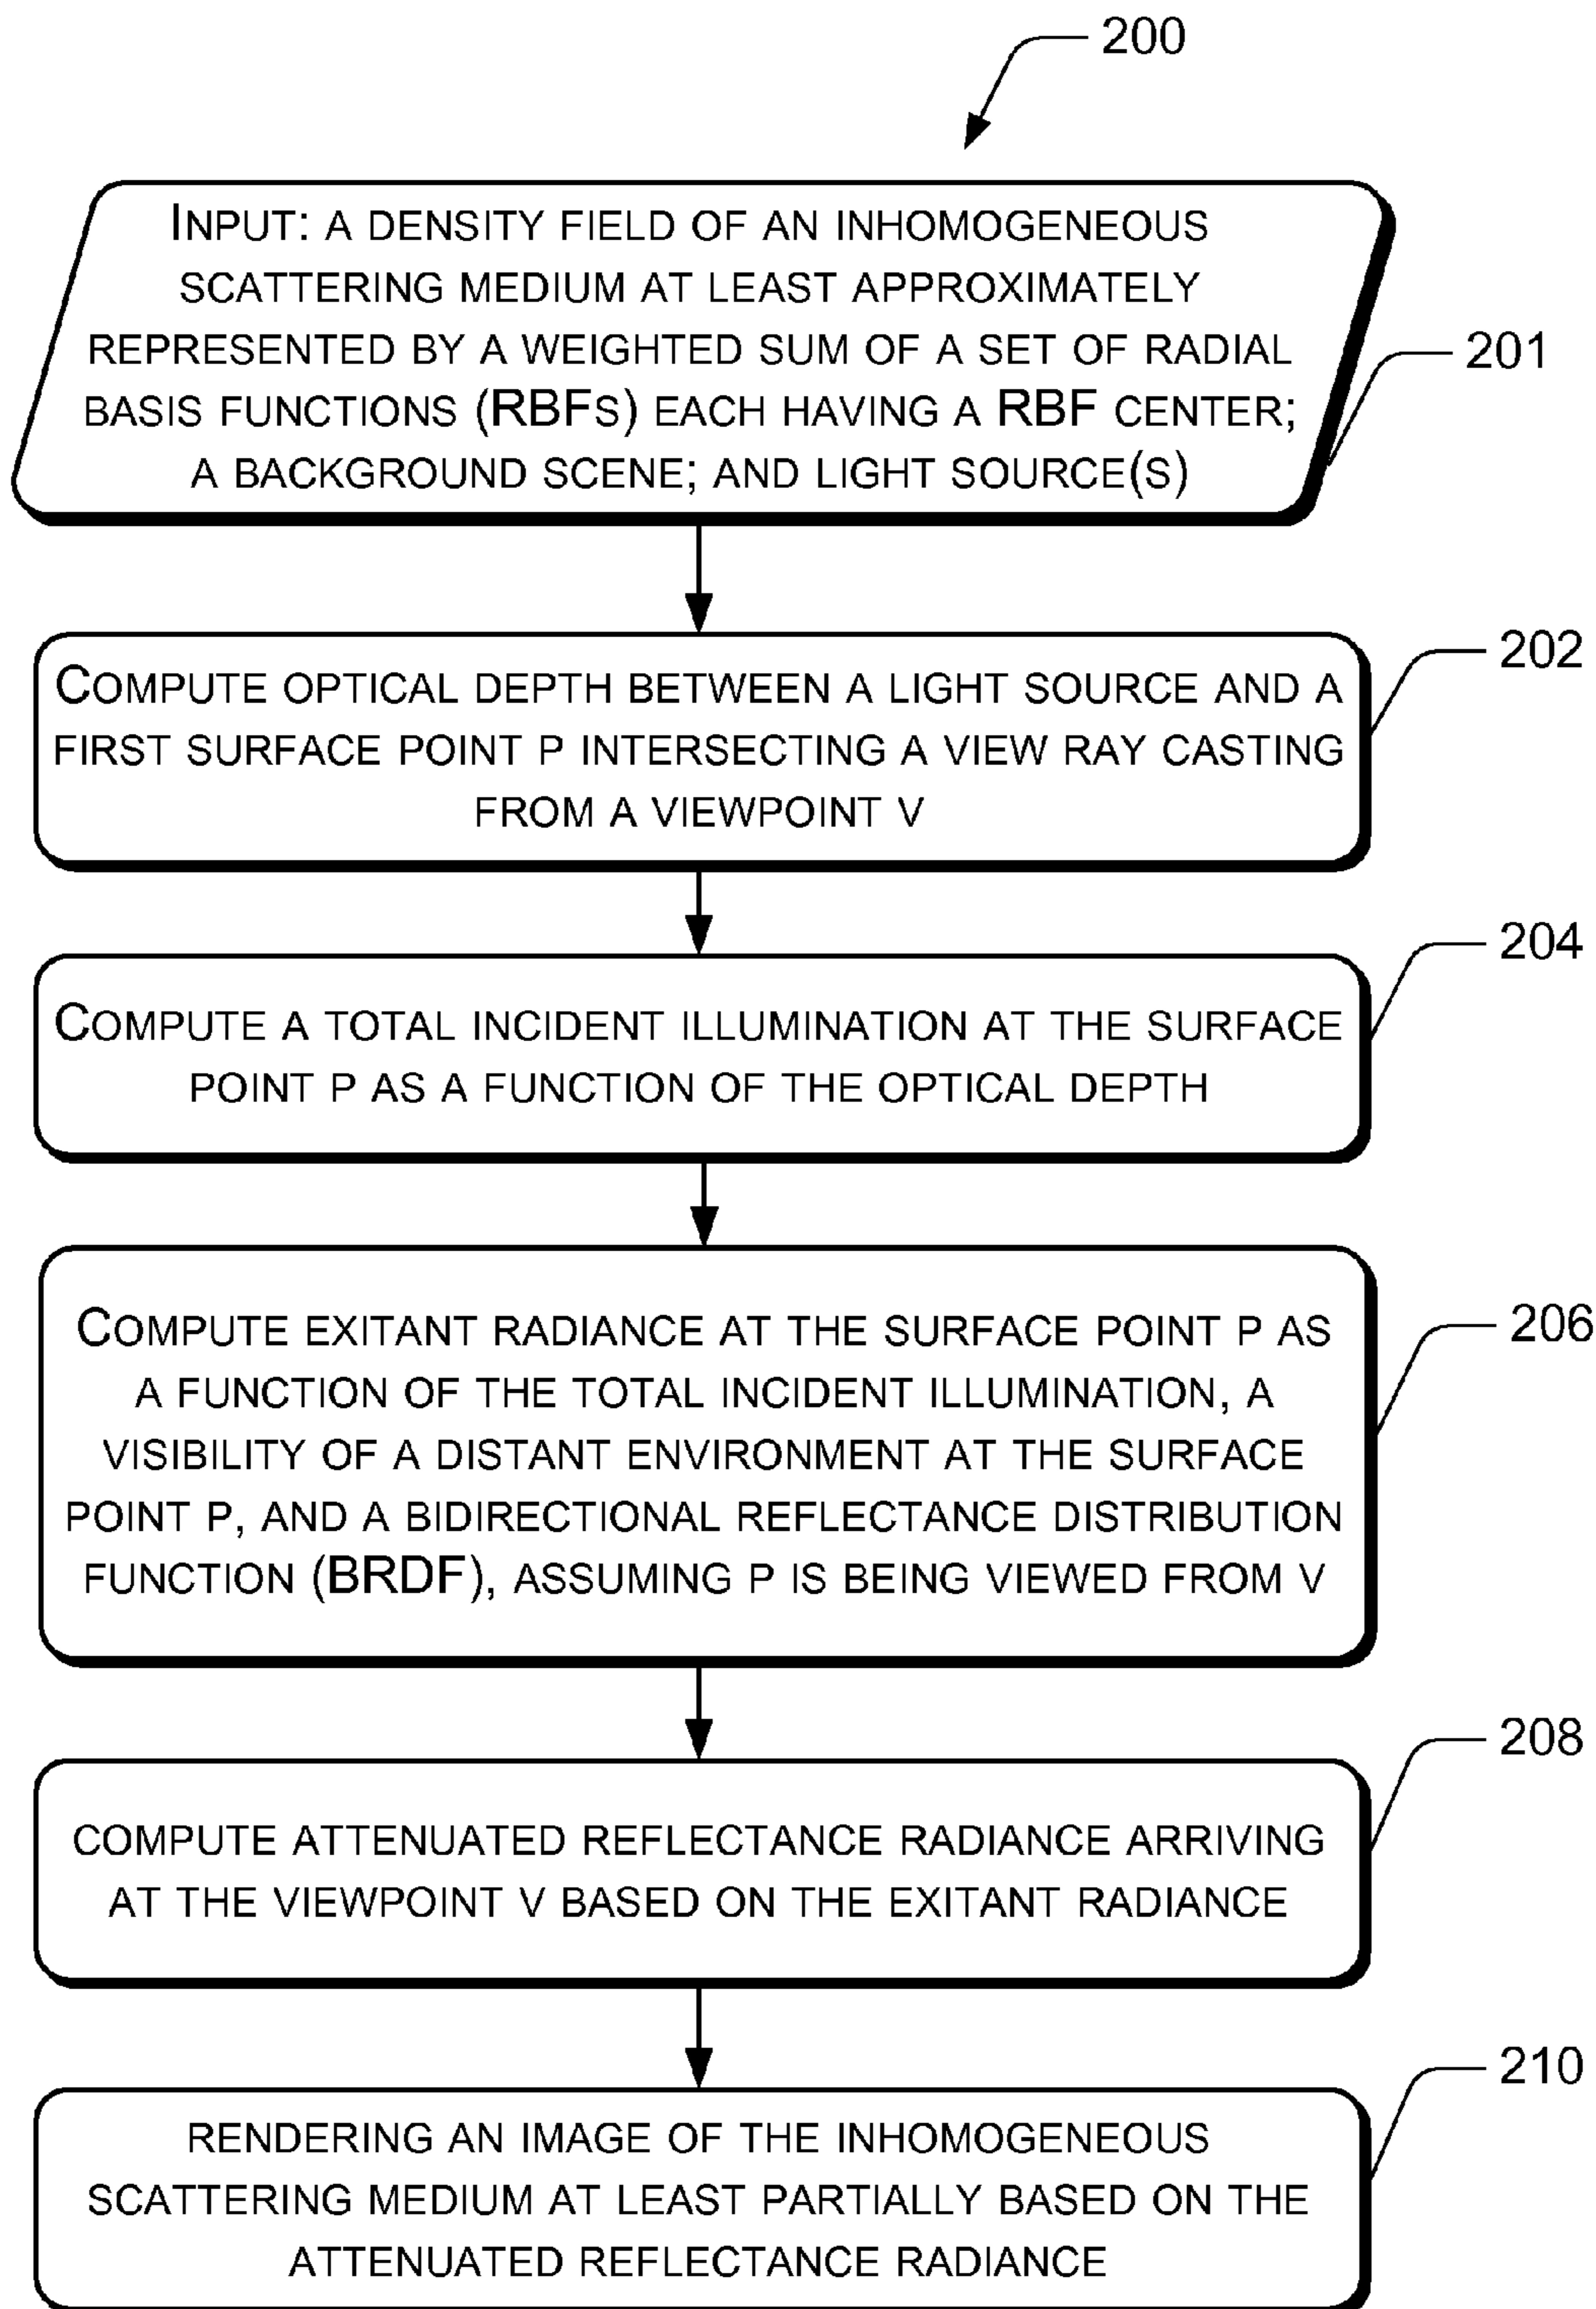 200
INPUT: A DENSITY FIELD OF AN INHOMOGENEOUS
SCATTERING MEDIUM AT LEAST APPROXIMATELY
REPRESENTED BY A WEIGHTED SUM OF A SET OF RADIAL
BASIS FUNCTIONS (RBFS) EACH HAVING A RBF CENTER;
A BACKGROUND SCENE; AND LIGHT SOURCE(S)
201
COMPUTE OPTICAL DEPTH BETWEEN A LIGHT SOURCE AND A
FIRST SURFACE POINT P INTERSECTING A VIEW RAY CASTING
FROM A VIEWPOINT V
202
COMPUTE A TOTAL INCIDENT ILLUMINATION AT THE SURFACE
POINT P AS A FUNCTION OF THE OPTICAL DEPTH
204
COMPUTE EXITANT RADIANCE AT THE SURFACE POINT P AS
A FUNCTION OF THE TOTAL INCIDENT ILLUMINATION, A
VISIBILITY OF A DISTANT ENVIRONMENT AT THE SURFACE
POINT P, AND A BIDIRECTIONAL REFLECTANCE DISTRIBUTION
FUNCTION (BRDF), ASSUMING P IS BEING VIEWED FROM V
206
COMPUTE ATTENUATED REFLECTANCE RADIANCE ARRIVING
AT THE VIEWPOINT V BASED ON THE EXITANT RADIANCE
208
RENDERING AN IMAGE OF THE INHOMOGENEOUS
SCATTERING MEDIUM AT LEAST PARTIALLY BASED ON THE
ATTENUATED REFLECTANCE RADIANCE
210